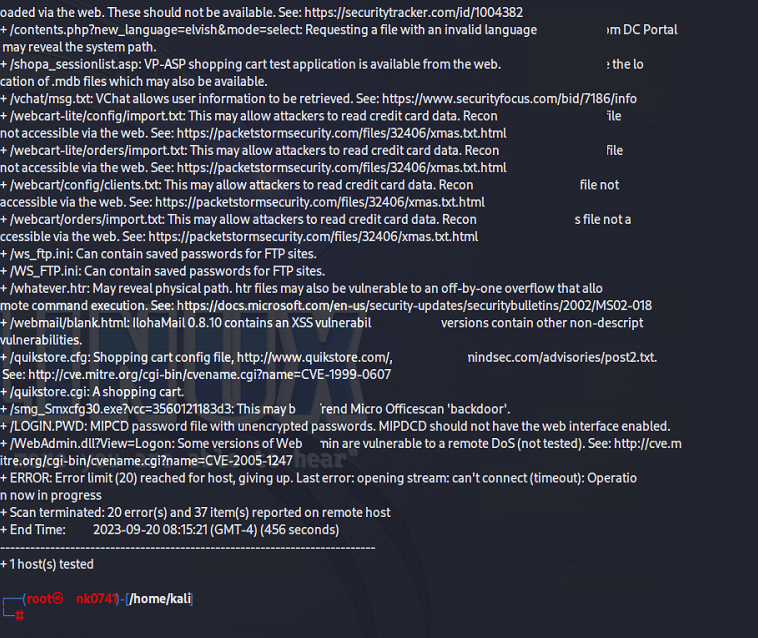 oaded via the web. These should not be available. See: https://securitytracker.com/id/1004382
+ /contents.php?new_language=elvish&mode=select: Requesting a file with an invalid language om DC Portal
may reveal the system path.
+ /shopa_sessionlist.asp: VP-ASP shopping cart test application is available from the web. e the lo
cation of .mdb files which may also be available.
+ /vchat/msg.txt: VChat allows user information to be retrieved. See: https://www.securityfocus.com/bid/7186/info
+ /webcart-lite/config/import.txt: This may allow attackers to read credit card data. Recon file
not accessible via the web. See: https://packetstormsecurity.com/files/32406/xmas.txt.html
+ /webcart-lite/orders/import.txt: This may allow attackers to read credit card data. Recon file
not accessible via the web. See: https://packetstormsecurity.com/files/32406/xmas.txt.html
+ /webcart/config/clients.txt: This may allow attackers to read credit card data. Recon file not
accessible via the web. See: https://packetstormsecurity.com/files/32406/xmas.txt.html
+ /webcart/orders/import.txt: This may allow attackers to read credit card data. Recon s file not a
ccessible via the web. See: https://packetstormsecurity.com/files/32406/xmas.txt.html
+ /ws_ftp.ini: Can contain saved passwords for FTP sites.
+ /WS_FTP.ini: Can contain saved passwords for FTP sites.
+ /whatever.htr: May reveal physical path. htr files may also be vulnerable to an off-by-one overflow that allo
mote command execution. See: https://docs.microsoft.com/en-us/security-updates/securitybulletins/2002/MS02-018
+ /webmail/blank.html: IlohaMail 0.8.10 contains an XSS vulnerabil versions contain other non-descript
vulnerabilities.
+ /quikstore.cfg: Shopping cart config file, http://www.quikstore.com/, nindsec.com/advisories/post2.txt.
See: http://cve.mitre.org/cgi-bin/cvename.cgi?name=CVE-1999-0607
+ /quikstore.cgi: A shopping cart.
+ /smg_Smxcfg30.exe?vcc=3560121183d3: This may b rend Micro Officescan 'backdoor'.
+ /LOGIN.PWD: MIPCD password file with unencrypted passwords. MIPDCD should not have the web interface enabled.
+ /WebAdmin.dll?View=Logon: Some versions of Web min are vulnerable to a remote DoS (not tested). See: http://cve.m
itre.org/cgi-bin/cvename.cgi?name=CVE-2005-1247
+ ERROR: Error limit (20) reached for host, giving up. Last error: opening stream: can't connect (timeout): Operatio
n now in progress
+ Scan terminated: 20 error(s) and 37 item(s) reported on remote host
+ End Time: 2023-09-20 08:15:21 (GMT-4) (456 seconds)
---------------------------------------------------------------------------
+ 1 host(s) tested
┌──(root㉿ nk0741)-[/home/kali]
└─#